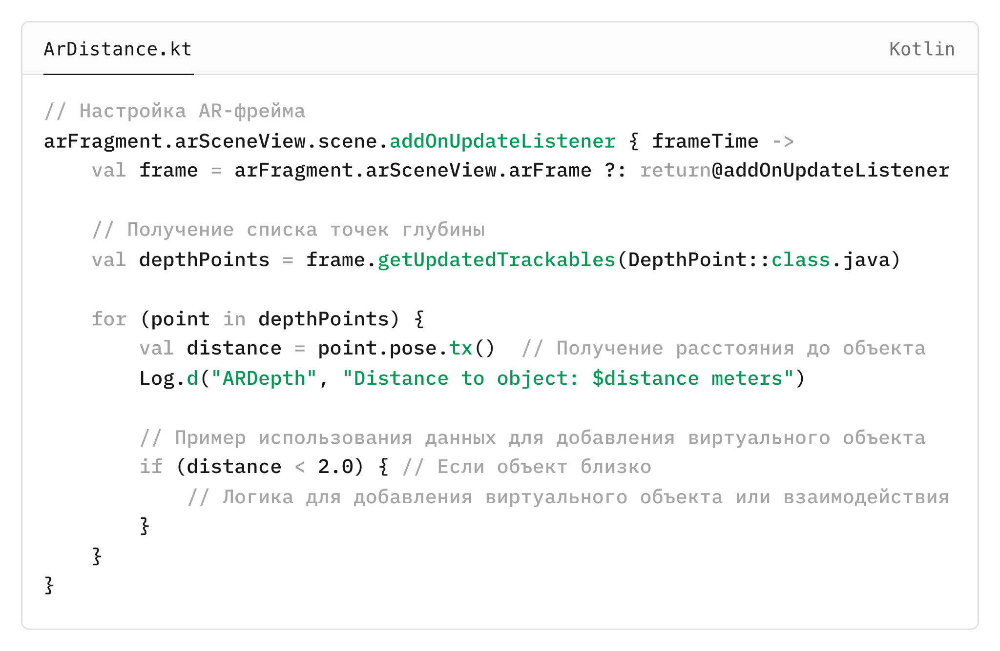 ArDistance.kt
Kotlin
// Настройка AR-фрейма
arFragment.arSceneView.scene.addOnUpdateListener { frameTime ->
    val frame = arFragment.arSceneView.arFrame ?: return@addOnUpdateListener
    // Получение списка точек глубины
    val depthPoints = frame.getUpdatedTrackables(DepthPoint::class.java)
    for (point in depthPoints) {
        val distance = point.pose.tx()  // Получение расстояния до объекта
        Log.d("ARDepth", "Distance to object: $distance meters")
        // Пример использования данных для добавления виртуального объекта
        if (distance < 2.0) { // Если объект близко
            // Логика для добавления виртуального объекта или взаимодействия
        }
    }
}